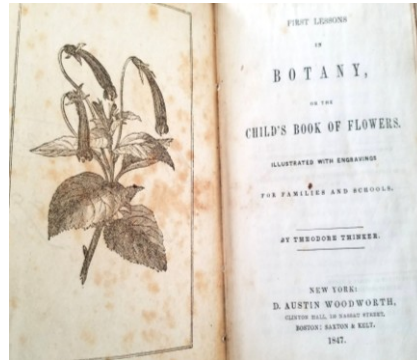 FIRST LESSONS
IN
BOTANY,
OR THE
CHILD'S BOOK OF FLOWERS.
ILLUSTRATED WITH ENGRAVINGS
FOR FAMILIES AND SCHOOLS.
BY THEODORE THINKER.
NEW YORK:
D. AUSTIN WOODWORTH,
CLINTON HALL, 135 NASSAU STREET,
BOSTON: SAXTON & KELT.
1847.